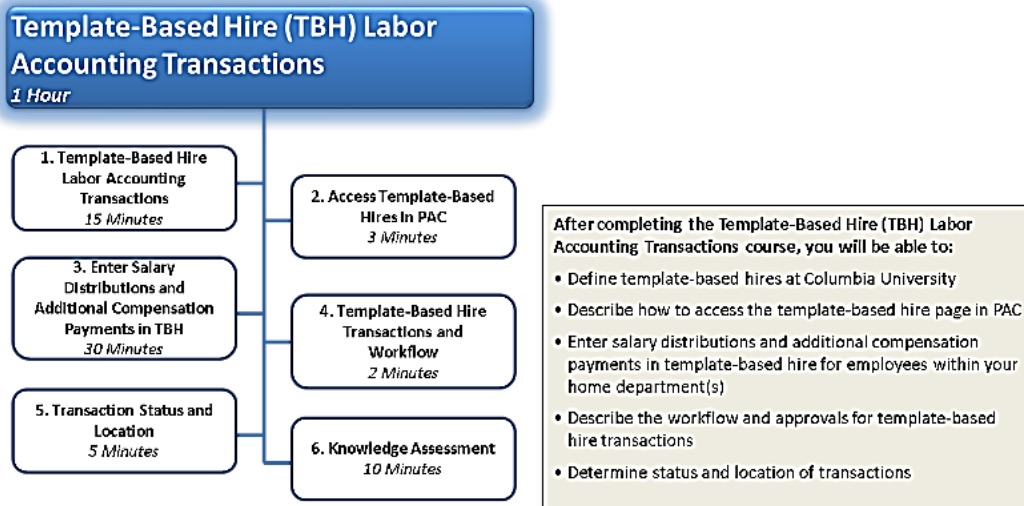 Template-Based Hire (TBH) Labor
Accounting Transactions
1 Hour
1. Template-Based Hire
Labor Accounting
Transactions
15 Minutes
2. Access Template-Based
Hires in PAC
3 Minutes
3. Enter Salary
Distributions and
Additional Compensation
Payments in TBH
30 Minutes
4. Template-Based Hire
Transactions and
Workflow
2 Minutes
5. Transaction Status and
Location
5 Minutes
6. Knowledge Assessment
10 Minutes
After completing the Template-Based Hire (TBH) Labor
Accounting Transactions course, you will be able to:
• Define template-based hires at Columbia University
• Describe how to access the template-based hire page in PAC
• Enter salary distributions and additional compensation
payments in template-based hire for employees within your
home department(s)
• Describe the workflow and approvals for template-based
hire transactions
• Determine status and location of transactions